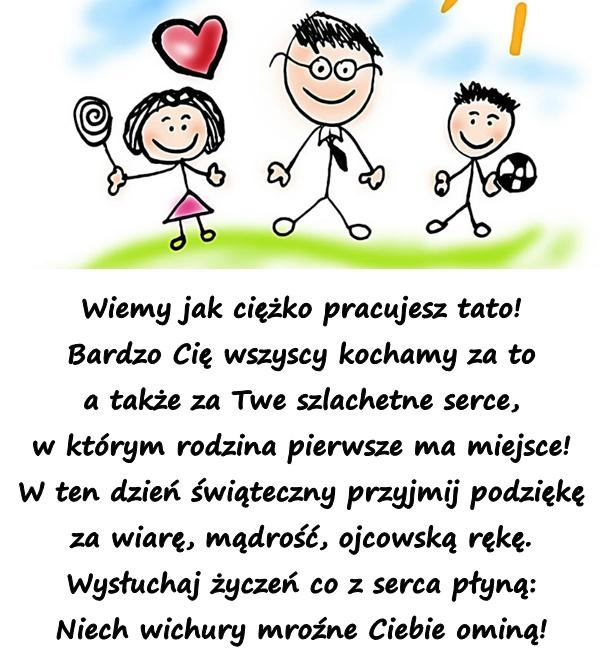 Wiemy jak ciężko pracujesz tato!
Bardzo Cię wszyscy kochamy za to
a także za Twe szlachetne serce,
w którym rodzina pierwsze ma miejsce!
W ten dzień świąteczny przyjmij podziękę
za wiarę, mądrość, ojcowską rękę.
Wysłuchaj życzeń co z serca płyną:
Niech wichury mroźne Ciebie ominą!